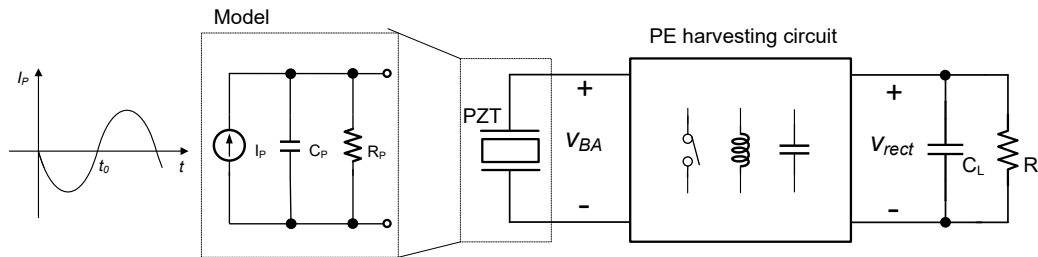 Model
PE harvesting circuit
I_P
t_0
t
I_P
C_P
R_P
PZT
+
v_BA
-
+
v_rect
-
C_L
R